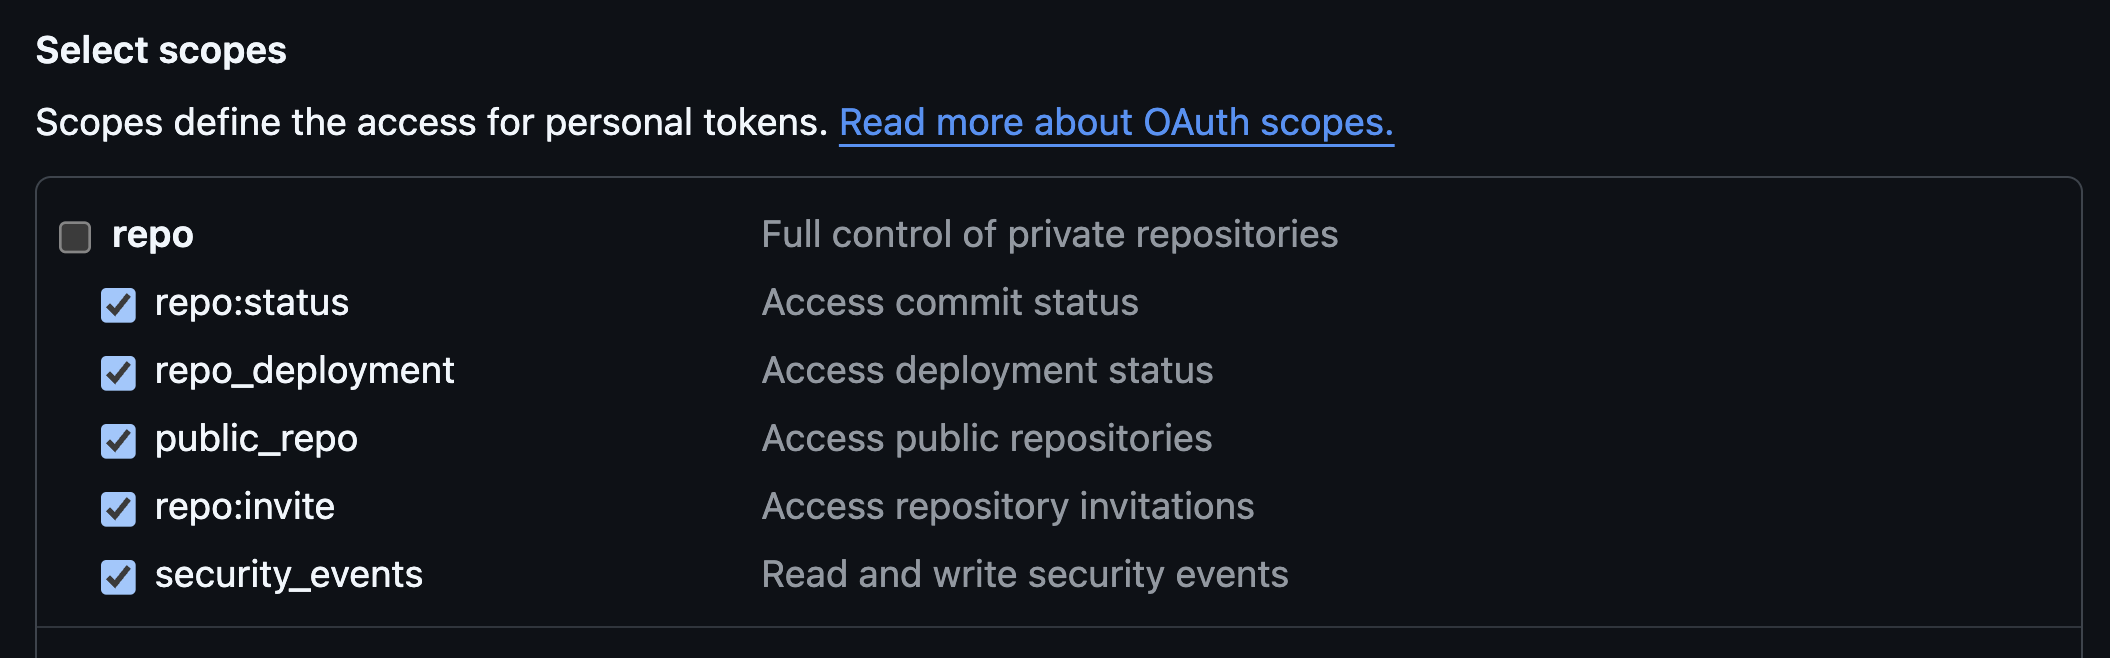 Select scopes
Scopes define the access for personal tokens. Read more about OAuth scopes.
repo Full control of private repositories
repo:status Access commit status
repo_deployment Access deployment status
public_repo Access public repositories
repo:invite Access repository invitations
security_events Read and write security events